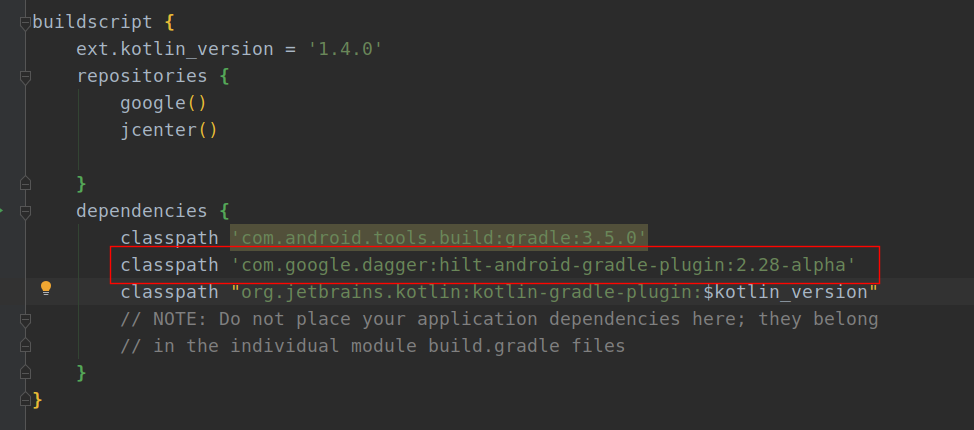 buildscript {
ext.kotlin_version = '1.4.0'
repositories {
google()
jcenter()
}
dependencies {
classpath 'com.android.tools.build:gradle:3.5.0'
classpath 'com.google.dagger:hilt-android-gradle-plugin:2.28-alpha'
classpath "org.jetbrains.kotlin:kotlin-gradle-plugin:$kotlin_version"
// NOTE: Do not place your application dependencies here; they belong
// in the individual module build.gradle files
}
}